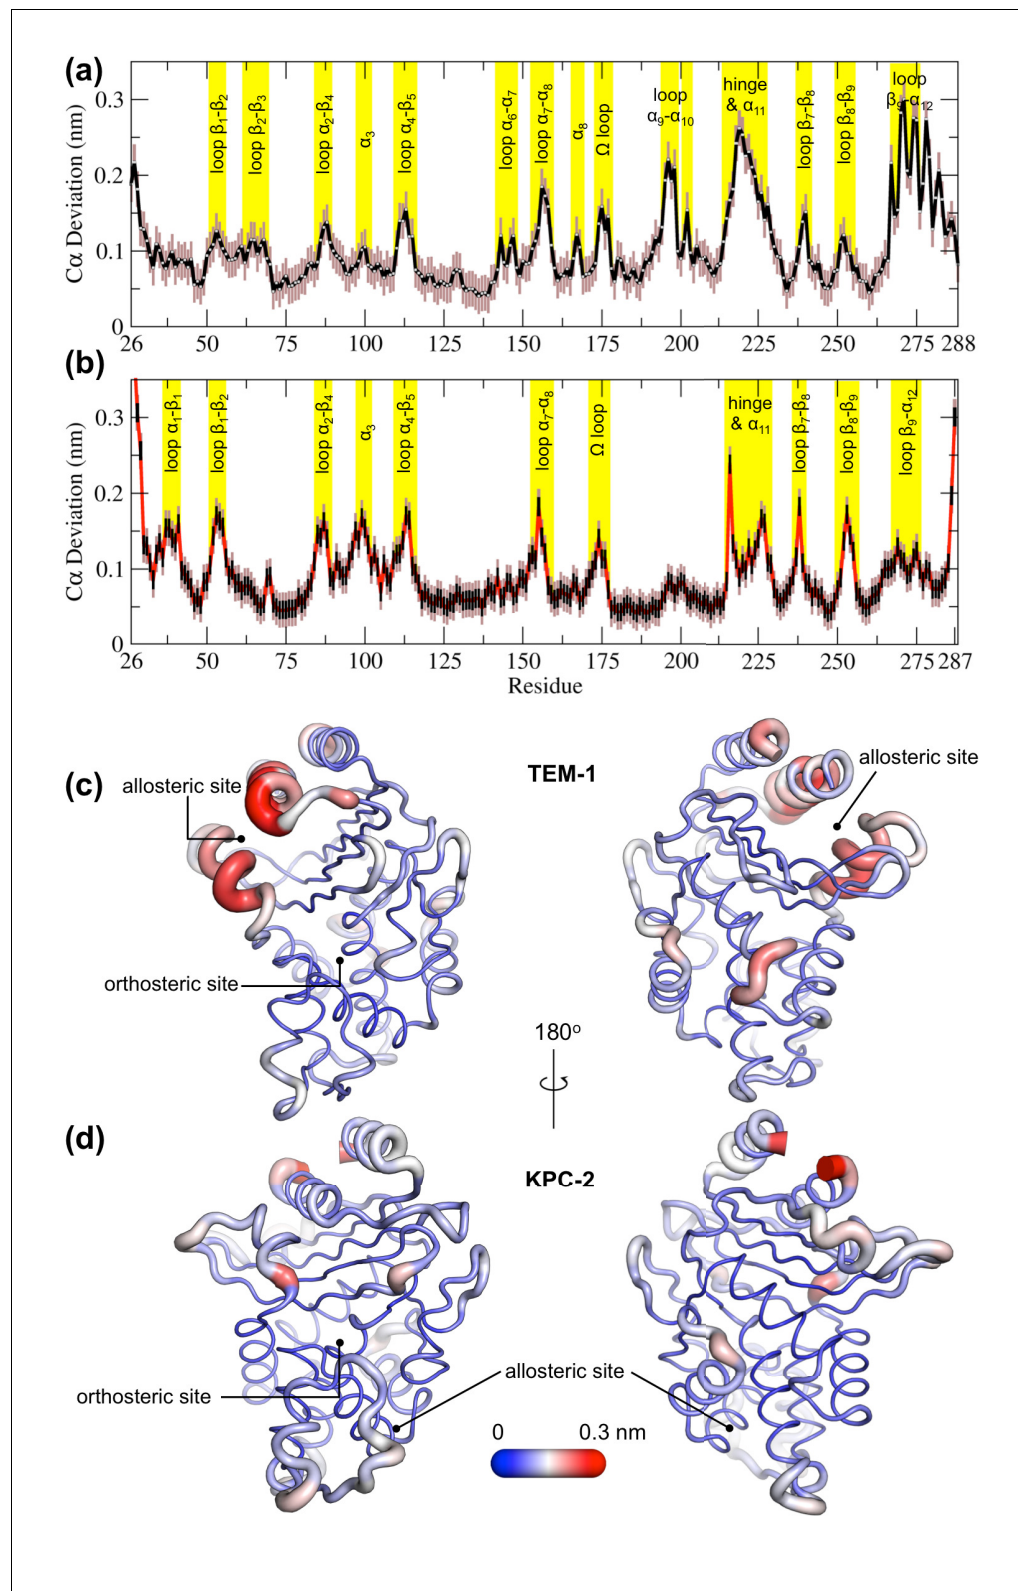 (a)
Cα Deviation (nm)
0.3
0.2
0.1
0
loop β1-β2
loop β2-β3
loop α2-β4
α3
loop α4-β5
loop α6-α7
loop α7-α8
α8
Ω loop
loop
α9-α10
hinge
& α11
loop β7-β8
loop β8-β9
loop
β9-α12
26 50 75 100 125 150 175 200 225 250 275 288
(b)
Cα Deviation (nm)
0.3
0.2
0.1
0
loop α1-β1
loop β1-β2
loop α2-β4
α3
loop α4-β5
loop α7-α8
Ω loop
hinge
& α11
loop β7-β8
loop β8-β9
loop β9-α12
26 50 75 100 125 150 175 200 225 250 275 287
Residue
(c)
TEM-1
allosteric site
allosteric site
orthosteric site
180°
(d)
KPC-2
orthosteric site
allosteric site
0 0.3 nm